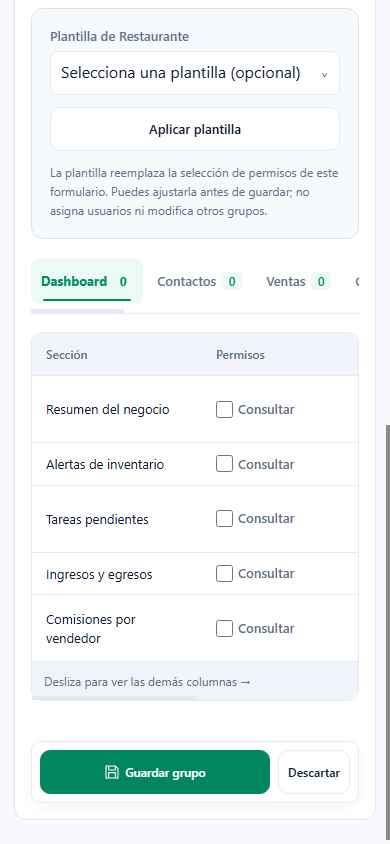 Plantilla de Restaurante
Selecciona una plantilla (opcional)
Aplicar plantilla
La plantilla reemplaza la selección de permisos de este
formulario. Puedes ajustarla antes de guardar; no
asigna usuarios ni modifica otros grupos.
Dashboard 0 Contactos 0 Ventas 0
Sección Permisos
Resumen del negocio Consultar
Alertas de inventario Consultar
Tareas pendientes Consultar
Ingresos y egresos Consultar
Comisiones por
vendedor Consultar
Desliza para ver las demás columnas →
Guardar grupo Descartar